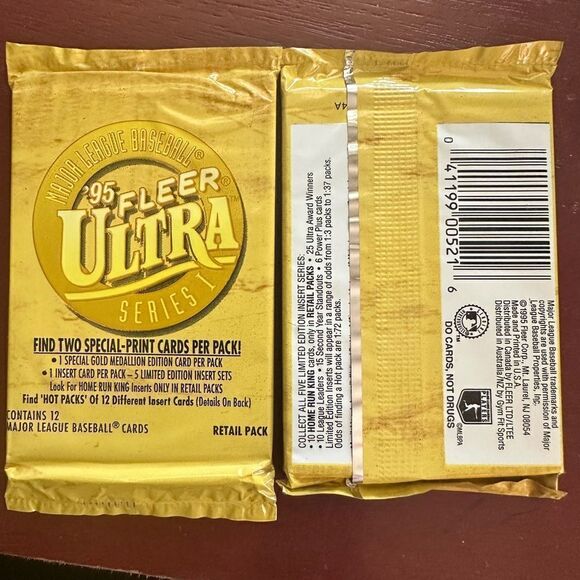 MAJOR LEAGUE BASEBALL®
'95 FLEER®
ULTRA™
SERIES I
FIND TWO SPECIAL-PRINT CARDS PER PACK!
• 1 SPECIAL GOLD MEDALLION EDITION CARD PER PACK
• 1 INSERT CARD PER PACK – 5 LIMITED EDITION INSERT SETS
Look For HOME RUN KING Inserts ONLY IN RETAIL PACKS
Find 'HOT PACKS' Of 12 Different Insert Cards (Details On Back)
CONTAINS 12
MAJOR LEAGUE BASEBALL® CARDS
RETAIL PACK
COLLECT ALL FIVE LIMITED EDITION INSERT SERIES:
• 10 HOME RUN KING cards, only in RETAIL PACKS • 25 Ultra Award Winners
• 10 League Leaders • 15 Second Year Standouts • 6 Power Plus cards
Limited Edition Inserts will appear in a range of odds from 1:3 packs to 1:37 packs.
Odds of finding a Hot Pack are 1:72 packs.
0 41199 00521 6
Major League Baseball trademarks and
copyrights are used with permission of Major
League Baseball Properties, Inc.
©1995 Fleer Corp., Mt. Laurel, NJ 08054
Made and Printed in U.S.A.
Distributed in Canada by FLEER LTD/LTEE
Distributed in Australia/NZ by Gym Fit Sports
DO CARDS, NOT DRUGS™
PLAYERS
©MLBPA